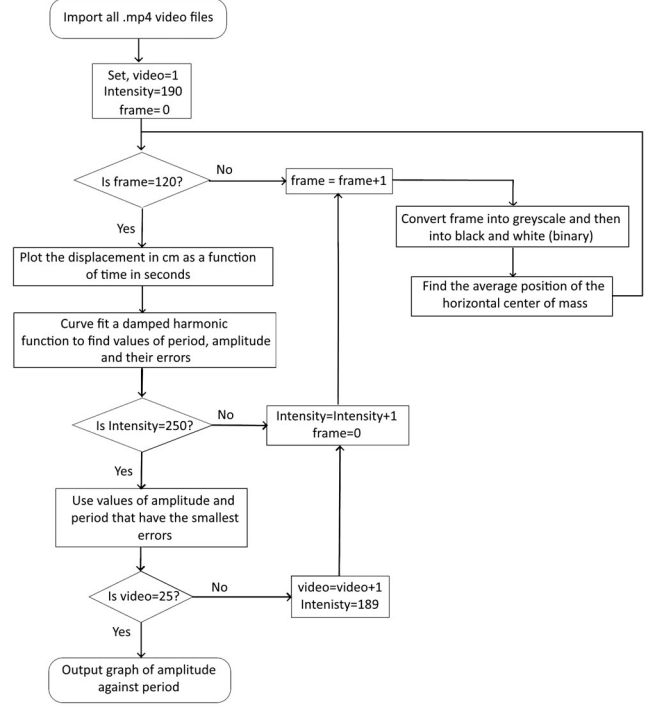 Import all .mp4 video files
Set, video=1
Intensity=190
frame= 0
Is frame=120?
No
frame = frame+1
Convert frame into greyscale and then
into black and white (binary)
Yes
Plot the displacement in cm as a function
of time in seconds
Find the average position of the
horizontal center of mass
Curve fit a damped harmonic
function to find values of period, amplitude
and their errors
Is Intensity=250?
No
Intensity=Intensity+1
frame=0
Yes
Use values of amplitude and
period that have the smallest
errors
Is video=25?
No
video=video+1
Intenisty=189
Yes
Output graph of amplitude
against period